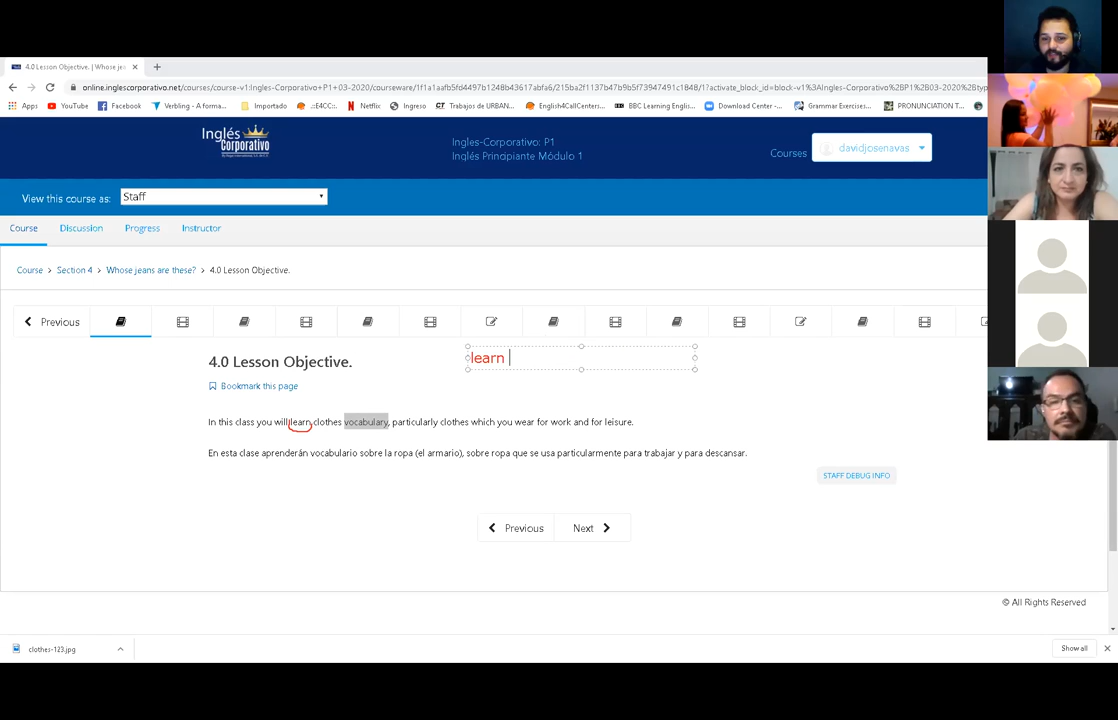 4.0 Lesson Objective. | Whose je
online.inglescorporativo.net/courses/course-v1:Ingles-Corporativo+P1+03-2020/courseware/1f1a1aafb5fd4497b1248b43617abfa6/215ba2f1137b47b9b5f73947491c1848/1?activate_block_id=block-v1%3AIngles-Corporativo%2BP1%2B03-2020%2Btyp
Apps YouTube Facebook Verbling - A forma... Importado .:E4CC:. Netflix Ingreso Trabajos de URBAN... English4CallCenters... BBC Learning Englis... Download Center -... Grammar Exercises... PRONUNCIATION T...
Inglés
Corporativo
Ingles-Corporativo: P1
Inglés Principiante Módulo 1
Courses
davidjosenavas
View this course as: Staff
Course Discussion Progress Instructor
Course > Section 4 > Whose jeans are these? > 4.0 Lesson Objective.
Previous
learn
4.0 Lesson Objective.
Bookmark this page
In this class you will learn clothes vocabulary, particularly clothes which you wear for work and for leisure.
En esta clase aprenderán vocabulario sobre la ropa (el armario), sobre ropa que se usa particularmente para trabajar y para descansar.
STAFF DEBUG INFO
Previous Next
© All Rights Reserved
clothes-123.jpg
Show all